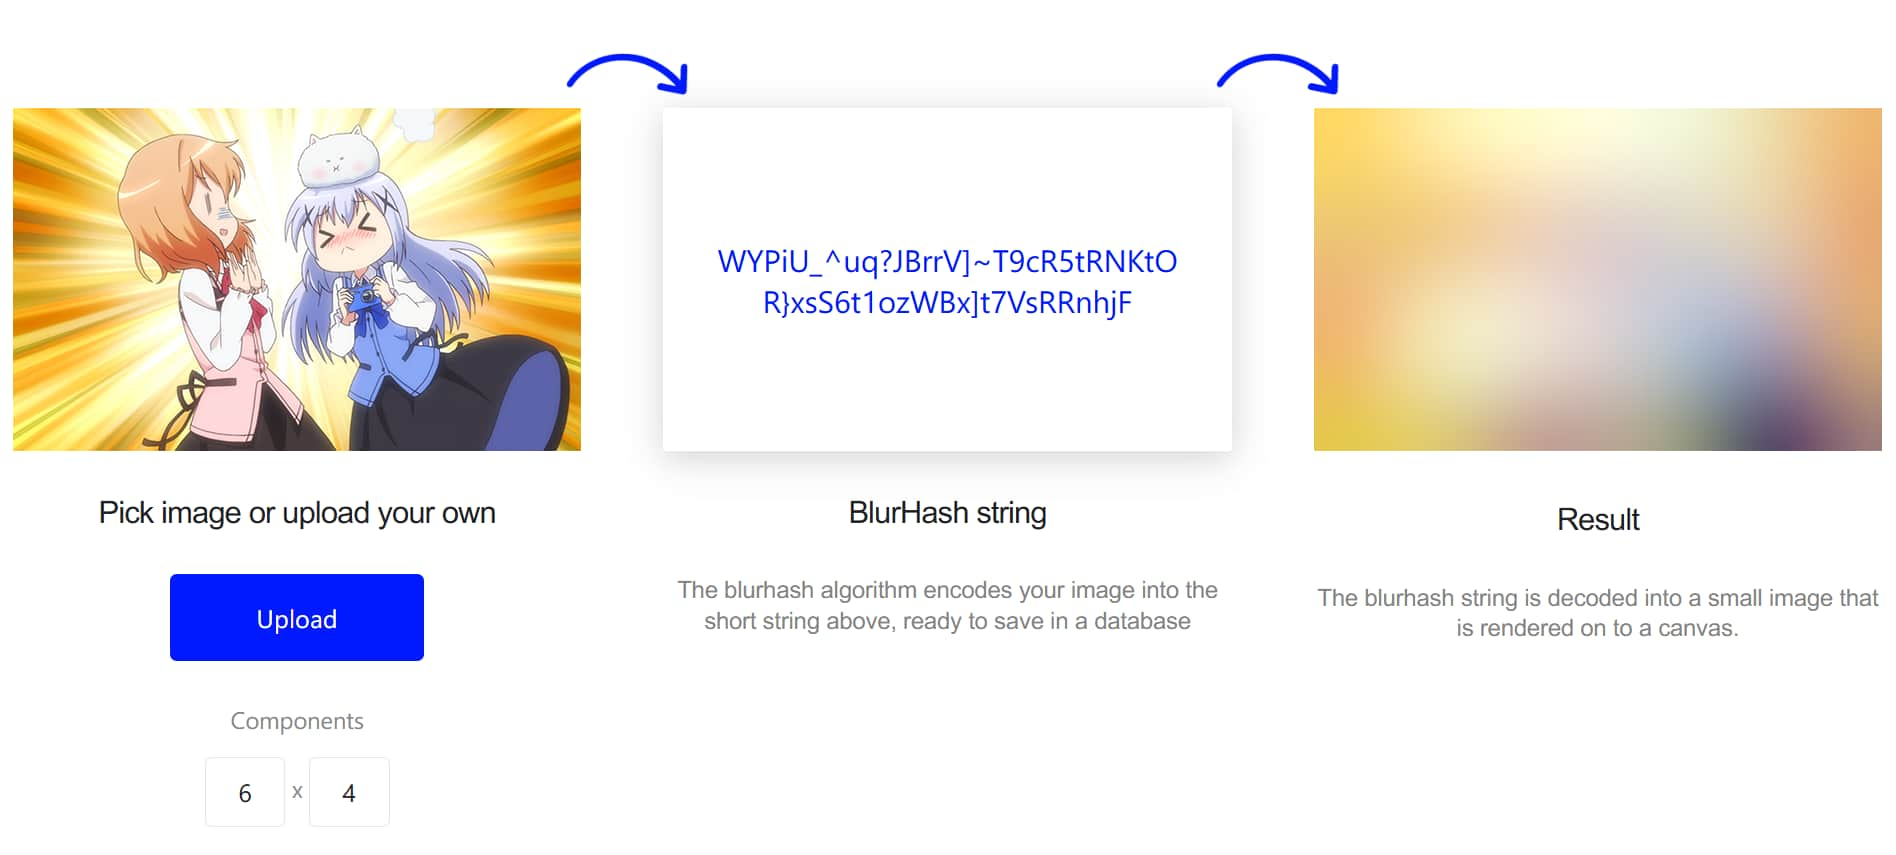 WYPiU_^uq?JBrrV]~T9cR5tRNKtO
R}xsS6t1ozWBx]t7VsRRnhjF
Pick image or upload your own
Upload
Components
6 x 4
BlurHash string
The blurhash algorithm encodes your image into the
short string above, ready to save in a database
Result
The blurhash string is decoded into a small image that
is rendered on to a canvas.